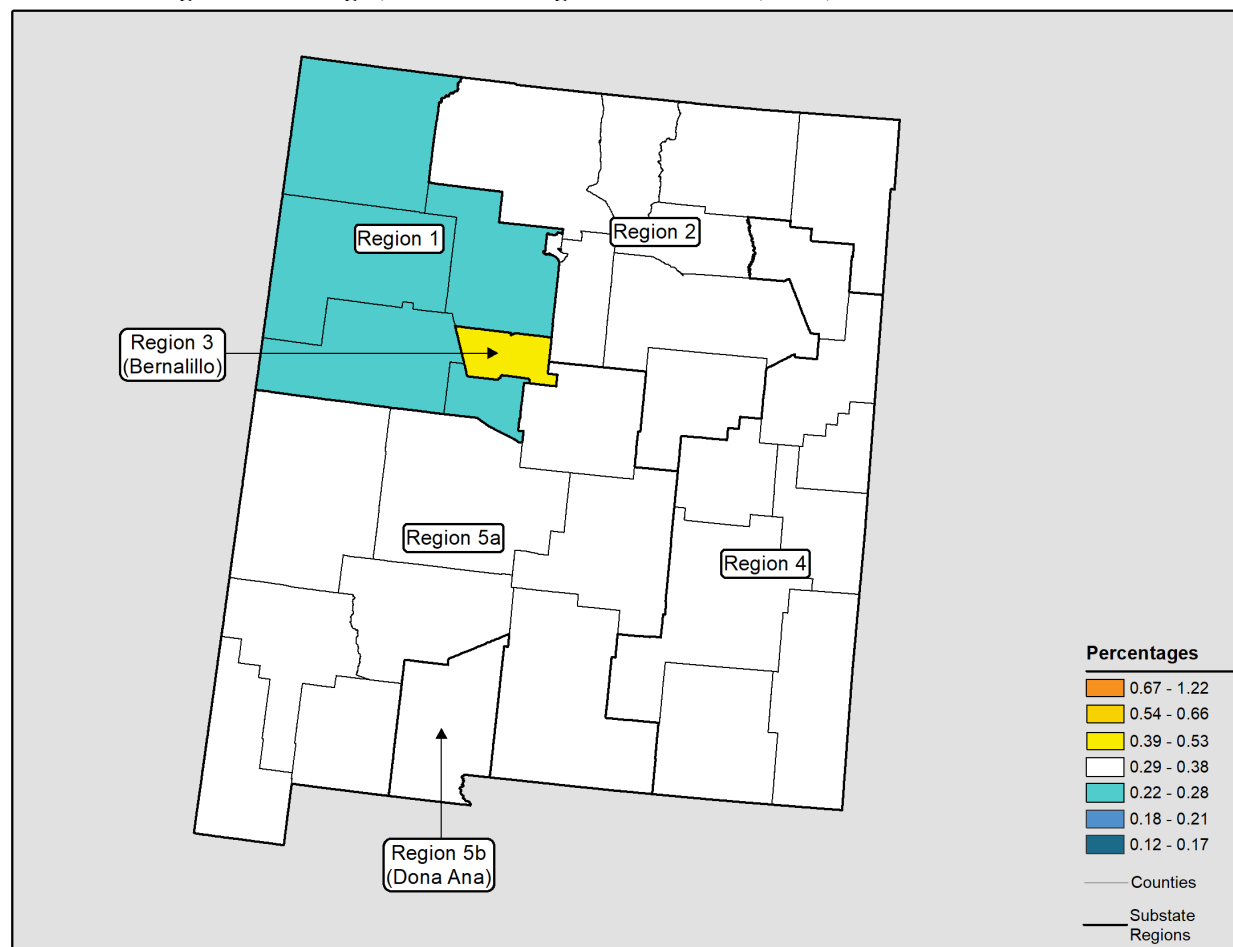 Region 1
Region 2
Region 3
(Bernalillo)
Region 5a
Region 4
Region 5b
(Dona Ana)
Percentages
0.67 - 1.22
0.54 - 0.66
0.39 - 0.53
0.29 - 0.38
0.22 - 0.28
0.18 - 0.21
0.12 - 0.17
Counties
Substate
Regions